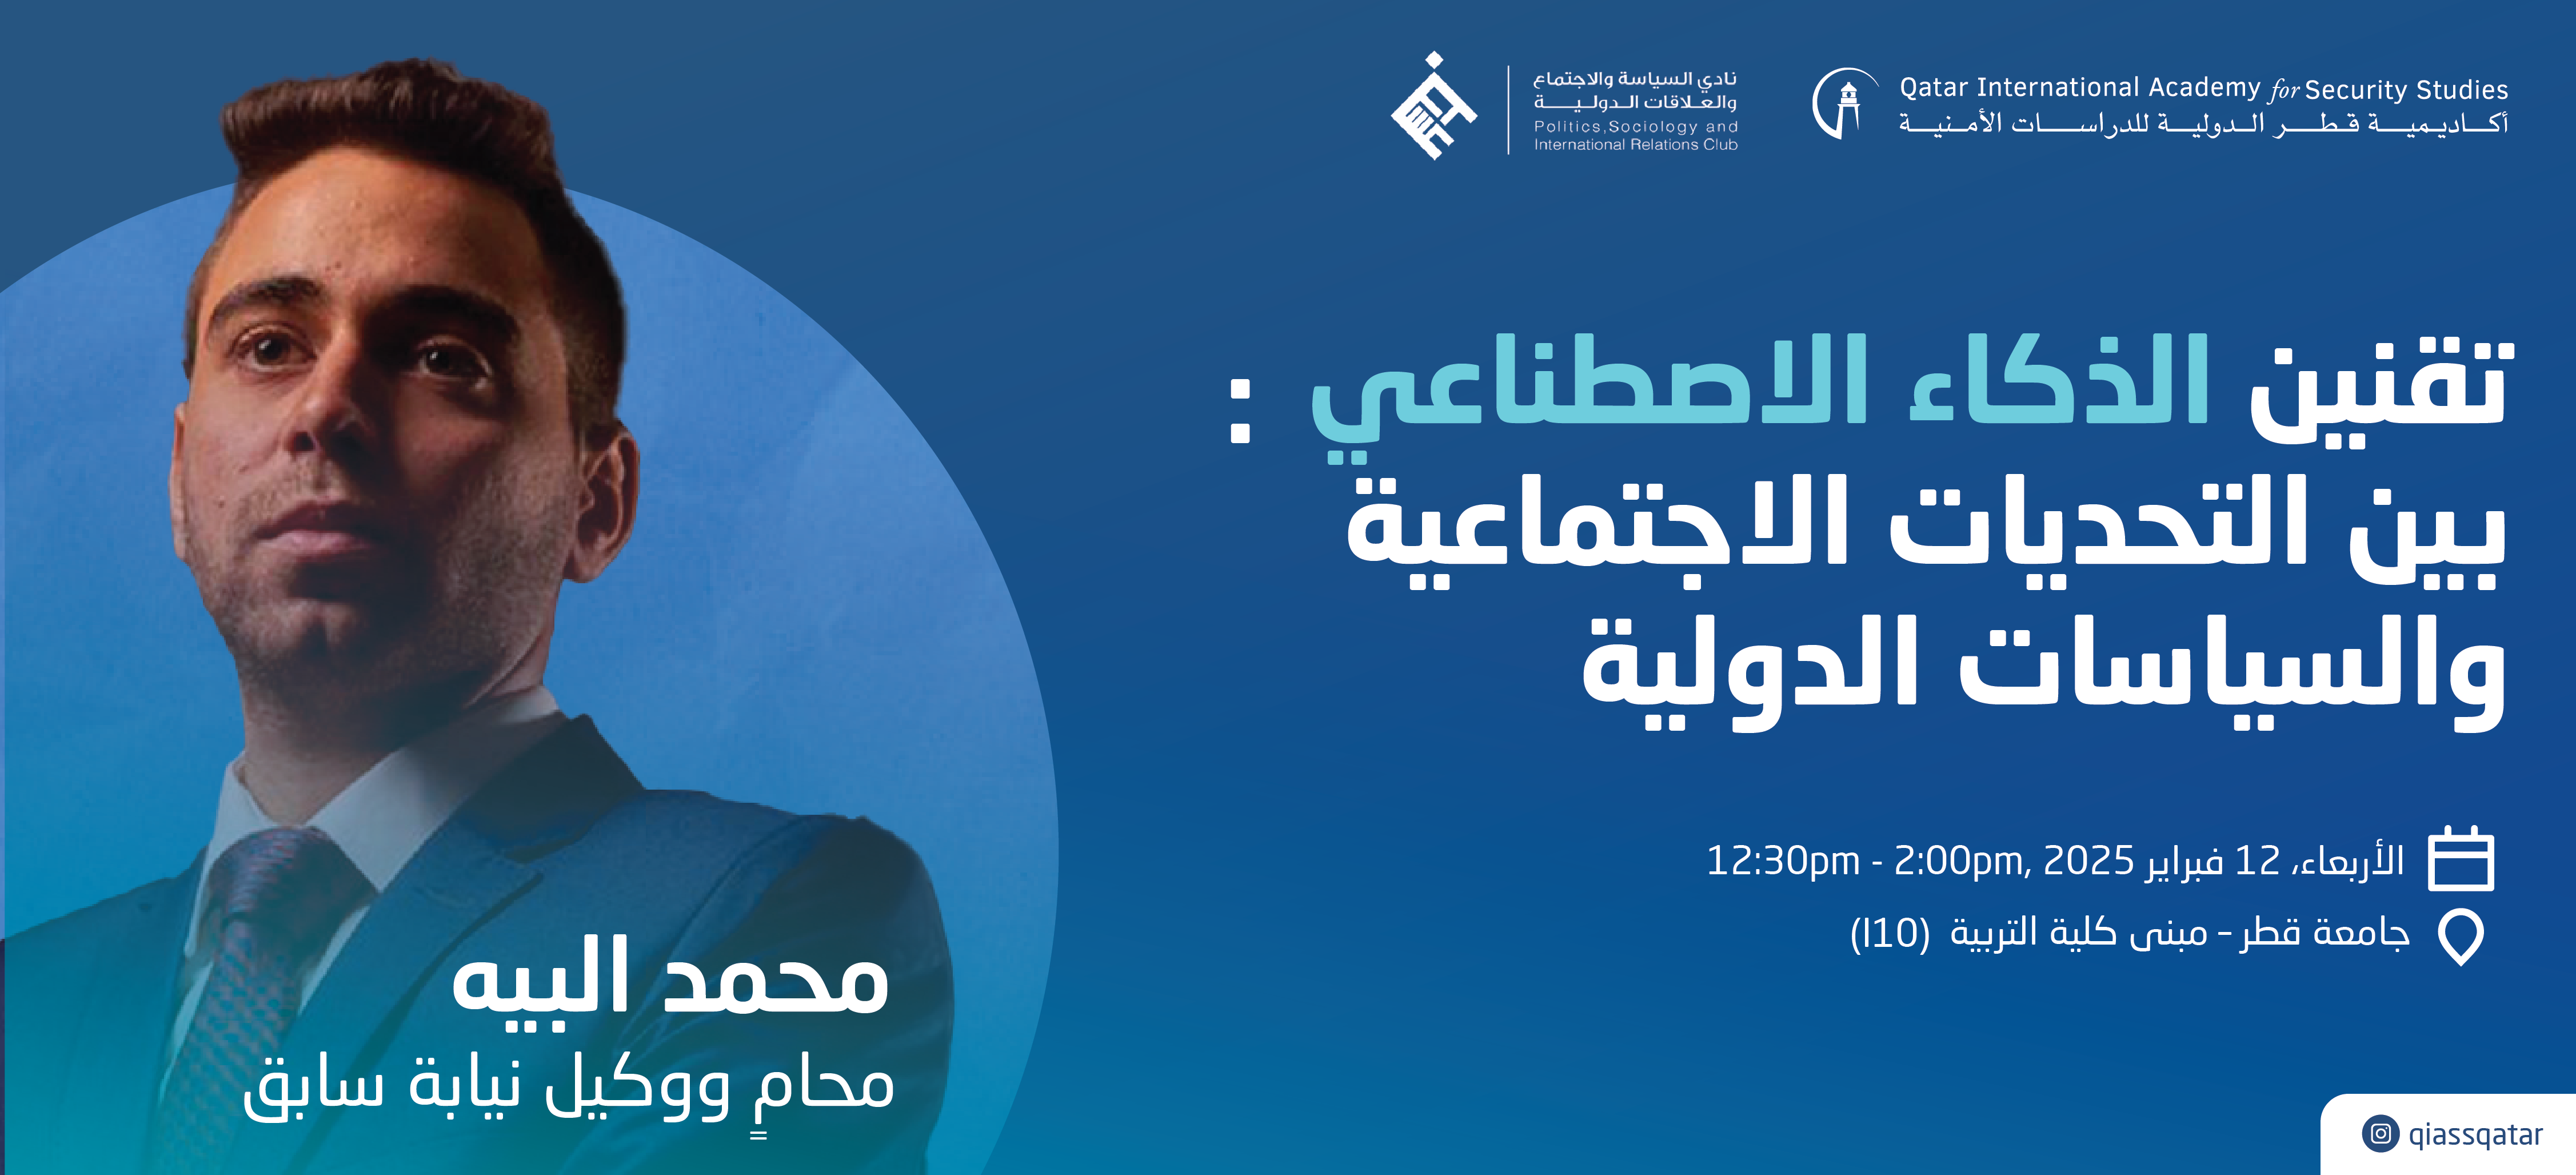 Qatar International Academy for Security Studies
أكاديمية قطر الدولية للدراسات الأمنية
نادي السياسة والاجتماع
والعلاقات الدولية
Politics, Sociology and
International Relations Club
تقنين الذكاء الاصطناعي :
بين التحديات الاجتماعية
والسياسات الدولية
الأربعاء، 12 فبراير 2025 ,12:30pm - 2:00pm
جامعة قطر - مبنى كلية التربية (I10)
محمد البيه
محامٍ ووكيل نيابة سابق
qiassqatar